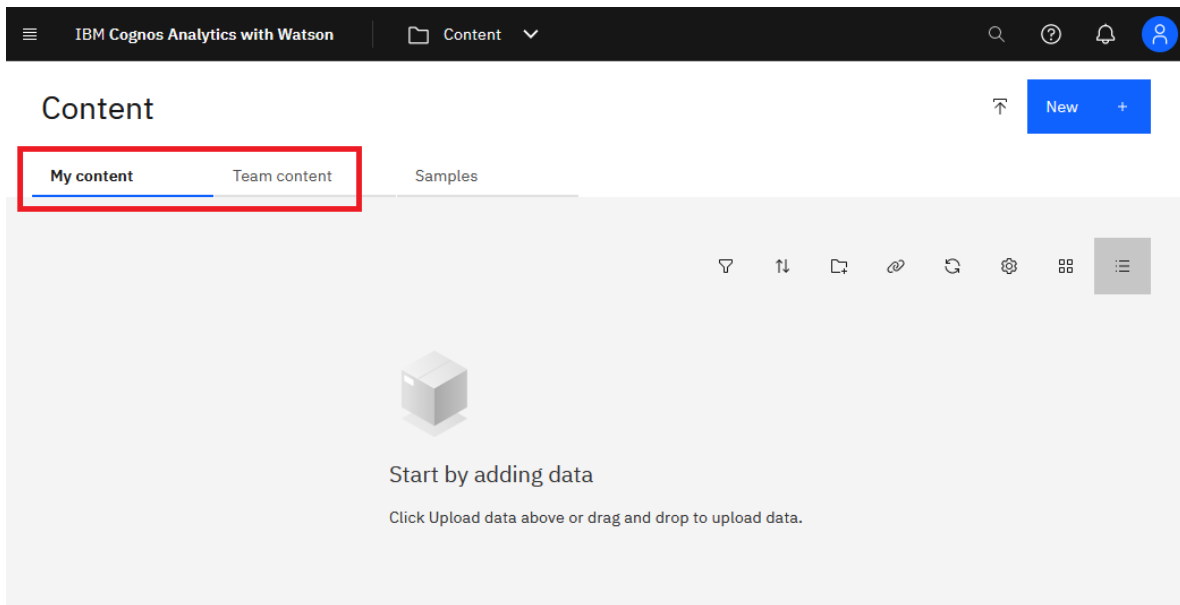 IBM Cognos Analytics with Watson
Content
Content
New +
My content
Team content
Samples
Start by adding data
Click Upload data above or drag and drop to upload data.